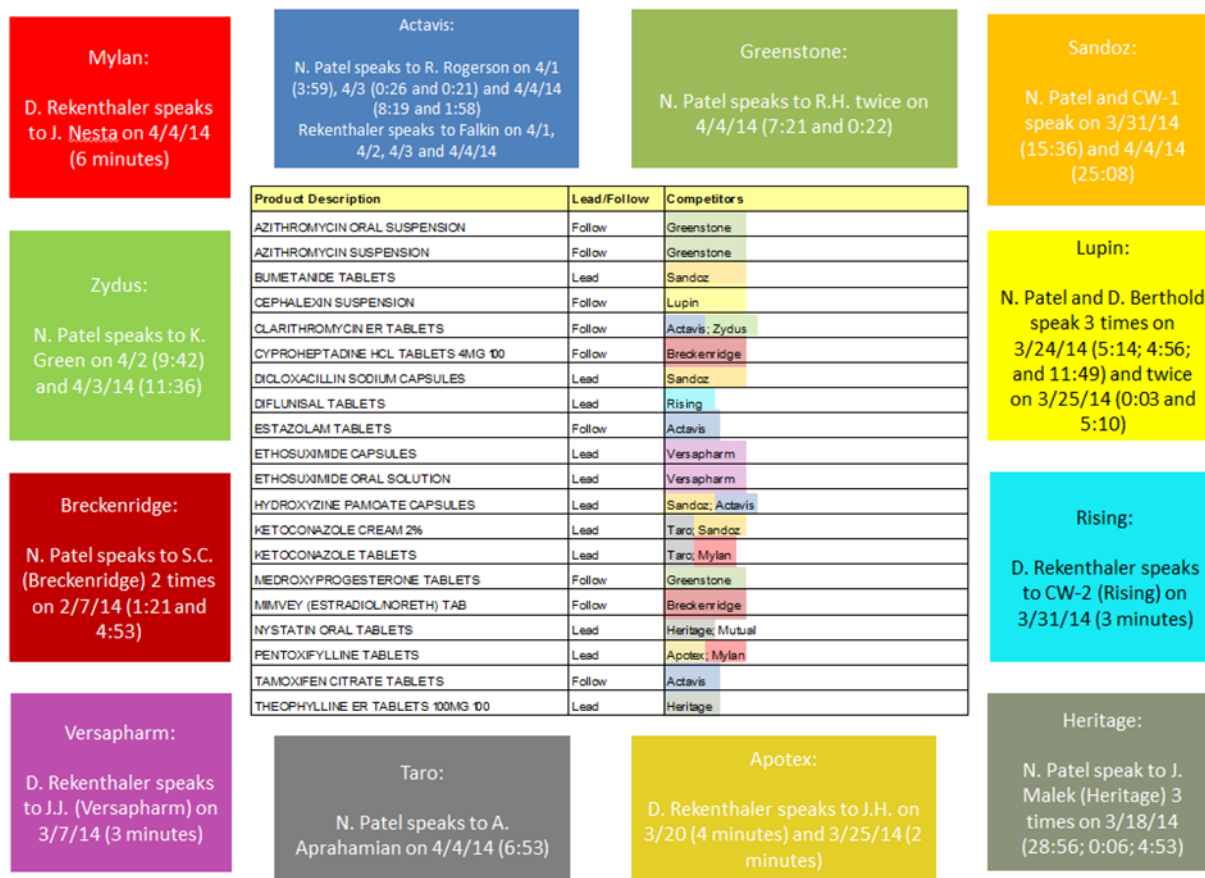 Mylan:
D. Rekenthaler speaks
to J. Nesta on 4/4/14
(6 minutes)
Actavis:
N. Patel speaks to R. Rogerson on 4/1
(3:59), 4/3 (0:26 and 0:21) and 4/4/14
(8:19 and 1:58)
Rekenthaler speaks to Falkin on 4/1,
4/2, 4/3 and 4/4/14
Greenstone:
N. Patel speaks to R.H. twice on
4/4/14 (7:21 and 0:22)
Sandoz:
N. Patel and CW-1
speak on 3/31/14
(15:36) and 4/4/14
(25:08)
Zydus:
N. Patel speaks to K.
Green on 4/2 (9:42)
and 4/3/14 (11:36)
Product Description Lead/Follow Competitors
AZITHROMYCIN ORAL SUSPENSION Follow Greenstone
AZITHROMYCIN SUSPENSION Follow Greenstone
BUMETANIDE TABLETS Lead Sandoz
CEPHALEXIN SUSPENSION Follow Lupin
CLARITHROMYCIN ER TABLETS Follow Actavis; Zydus
CYPROHEPTADINE HCL TABLETS 4MG 100 Follow Breckenridge
DICLOXACILLIN SODIUM CAPSULES Lead Sandoz
DIFLUNISAL TABLETS Lead Rising
ESTAZOLAM TABLETS Follow Actavis
ETHOSUXIMIDE CAPSULES Lead Versapharm
ETHOSUXIMIDE ORAL SOLUTION Lead Versapharm
HYDROXYZINE PAMOATE CAPSULES Lead Sandoz; Actavis
KETOCONAZOLE CREAM 2% Lead Taro; Sandoz
KETOCONAZOLE TABLETS Lead Taro; Mylan
MEDROXYPROGESTERONE TABLETS Follow Greenstone
MIMVEY (ESTRADIOL/NORETH) TAB Follow Breckenridge
NYSTATIN ORAL TABLETS Lead Heritage; Mutual
PENTOXIFYLLINE TABLETS Lead Apotex; Mylan
TAMOXIFEN CITRATE TABLETS Follow Actavis
THEOPHYLLINE ER TABLETS 100MG 100 Lead Heritage
Lupin:
N. Patel and D. Berthold
speak 3 times on
3/24/14 (5:14; 4:56;
and 11:49) and twice
on 3/25/14 (0:03 and
5:10)
Breckenridge:
N. Patel speaks to S.C.
(Breckenridge) 2 times
on 2/7/14 (1:21 and
4:53)
Rising:
D. Rekenthaler speaks
to CW-2 (Rising) on
3/31/14 (3 minutes)
Versapharm:
D. Rekenthaler speaks
to J.J. (Versapharm) on
3/7/14 (3 minutes)
Taro:
N. Patel speaks to A.
Aprahamian on 4/4/14 (6:53)
Apotex:
D. Rekenthaler speaks to J.H. on
3/20 (4 minutes) and 3/25/14 (2
minutes)
Heritage:
N. Patel speak to J.
Malek (Heritage) 3
times on 3/18/14
(28:56; 0:06; 4:53)